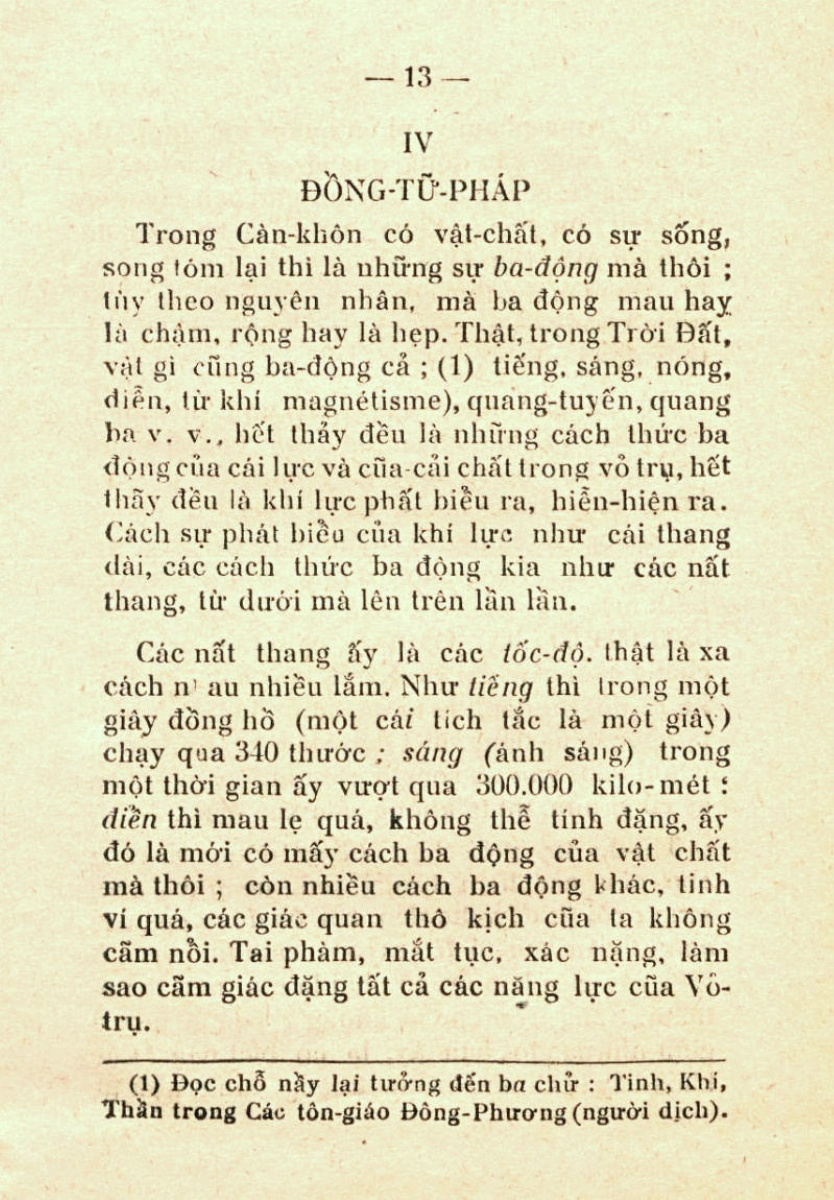 — 13 —
IV
ĐỒNG-TỮ-PHÁP
Trong Càn-khôn có vật-chất, có sự sống,
song tóm lại thì là những sự ba-động mà thôi ;
tùy theo nguyên nhân, mà ba động mau hay
là chậm, rộng hay là hẹp. Thật, trong Trời Đất,
vật gì cũng ba-động cả ; (1) tiếng, sáng, nóng,
điễn, từ khí magnétisme), quang-tuyến, quang
ba v. v., hết thảy đều là những cách thức ba
động của cái lực và cũa cải chất trong vỏ trụ, hết
thãy đều là khí lực phất biểu ra, hiễn-hiện ra.
Cách sự phát biểu của khí lực như cái thang
dài, các cách thức ba động kia như các nất
thang, từ dưới mà lên trên lần lần.
Các nất thang ấy là các tốc-độ. thật là xa
cách n' au nhiều lắm. Như tiếng thì trong một
giây đồng hồ (một cái tích tắc là một giây)
chạy qua 340 thước ; sáng (ánh sáng) trong
một thời gian ấy vượt qua 300.000 kilo-mét :
điền thì mau lẹ quá, không thễ tính đặng, ấy
đó là mới có mấy cách ba động của vật chất
mà thôi ; còn nhiều cách ba động khác, tinh
ví quá, các giác quan thô kịch cũa ta không
cãm nồi. Tai phàm, mắt tục, xác nặng, làm
sao cãm giác đặng tất cả các năng lực cũa Vỏ-
trụ.
(1) Đọc chỗ nầy lại tưởng đến ba chử : Tinh, Khí,
Thần trong Các tôn-giáo Đông-Phương (người dịch).